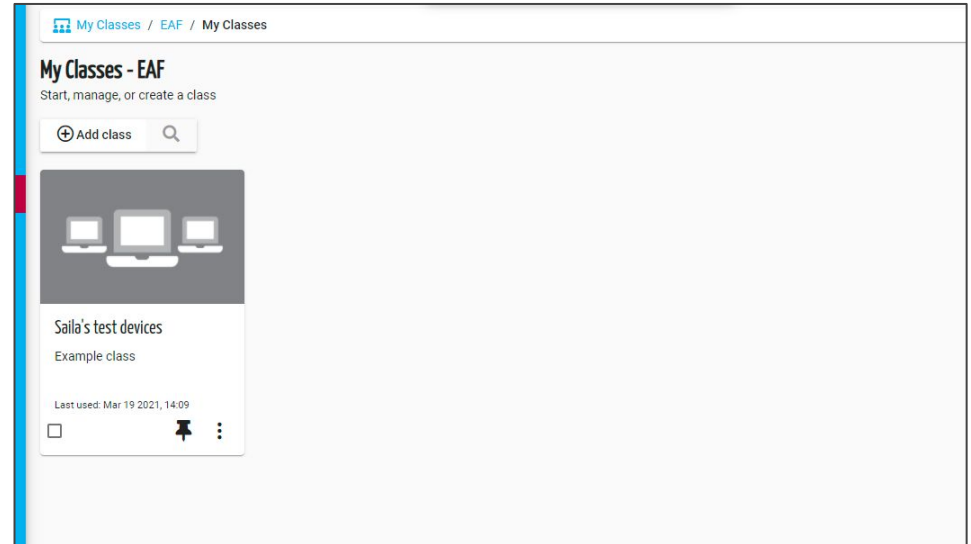 My Classes / EAF / My Classes
My Classes - EAF
Start, manage, or create a class
Add class
Saila's test devices
Example class
Last used: Mar 19 2021, 14:09